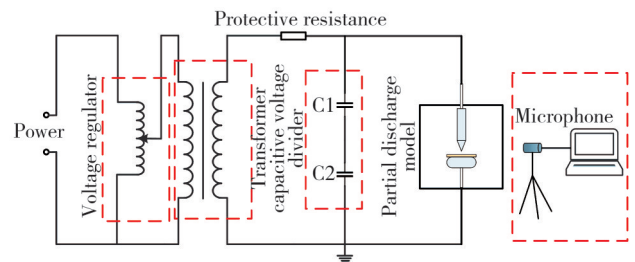 Protective resistance
Power
Voltage regulator
Transformer
capacitive voltage
divider
C1
C2
Partial discharge
model
Microphone